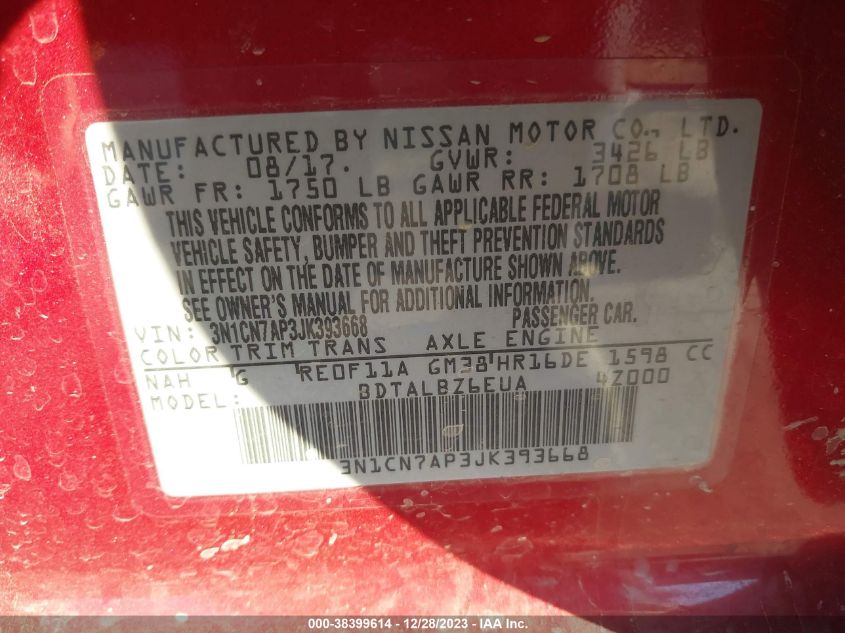 MANUFACTURED BY NISSAN MOTOR CO., LTD.
DATE: 08/17. GVWR: 3426 LB
GAWR FR: 1750 LB GAWR RR: 1708 LB
THIS VEHICLE CONFORMS TO ALL APPLICABLE FEDERAL MOTOR
VEHICLE SAFETY, BUMPER AND THEFT PREVENTION STANDARDS
IN EFFECT ON THE DATE OF MANUFACTURE SHOWN ABOVE.
SEE OWNER'S MANUAL FOR ADDITIONAL INFORMATION.
VIN: 3N1CN7AP3JK393668 PASSENGER CAR.
COLOR TRIM TRANS AXLE ENGINE
NAH G RE0F11A GM38 HR16DE 1598 CC
MODEL: BDTALBZ6EUA 4Z000
3N1CN7AP3JK393668
000-38399614 - 12/28/2023 - IAA Inc.